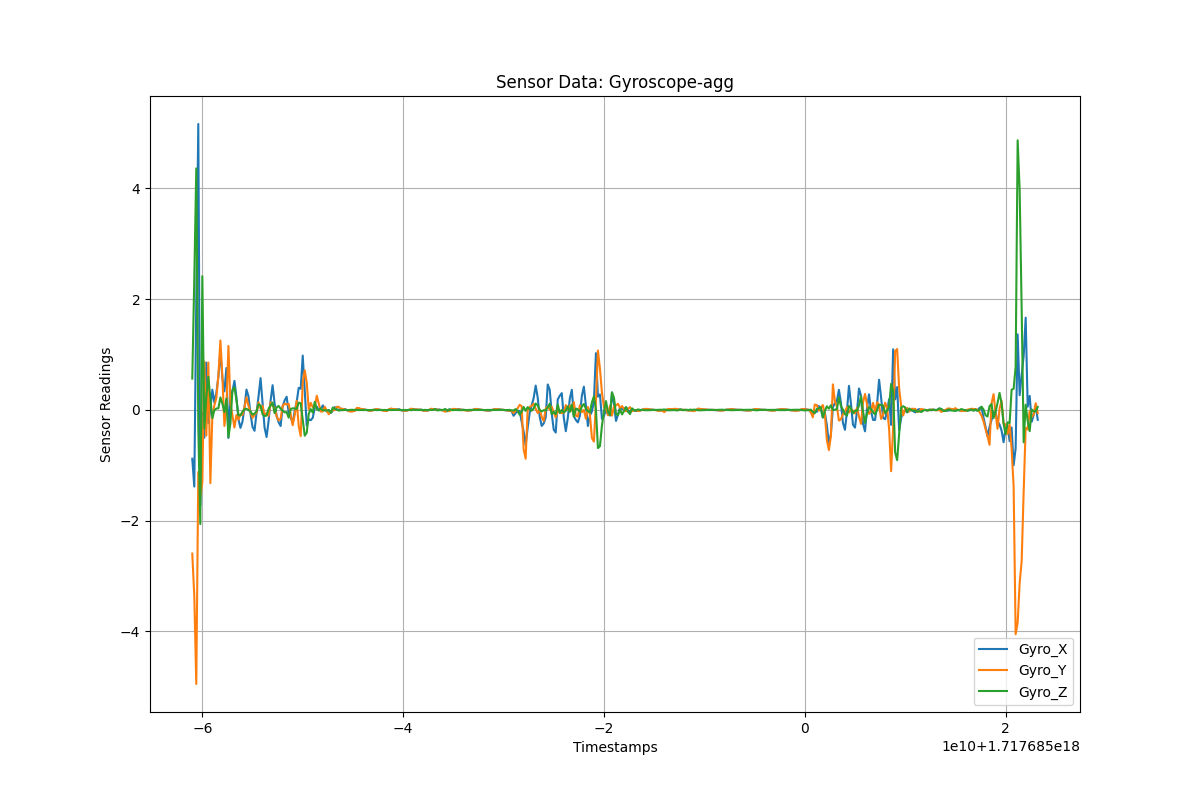 Sensor Data: Gyroscope-agg
Sensor Readings
4
2
0
−2
−4
−6
−4
−2
0
2
Timestamps
1e10+1.717685e18
Gyro_X
Gyro_Y
Gyro_Z